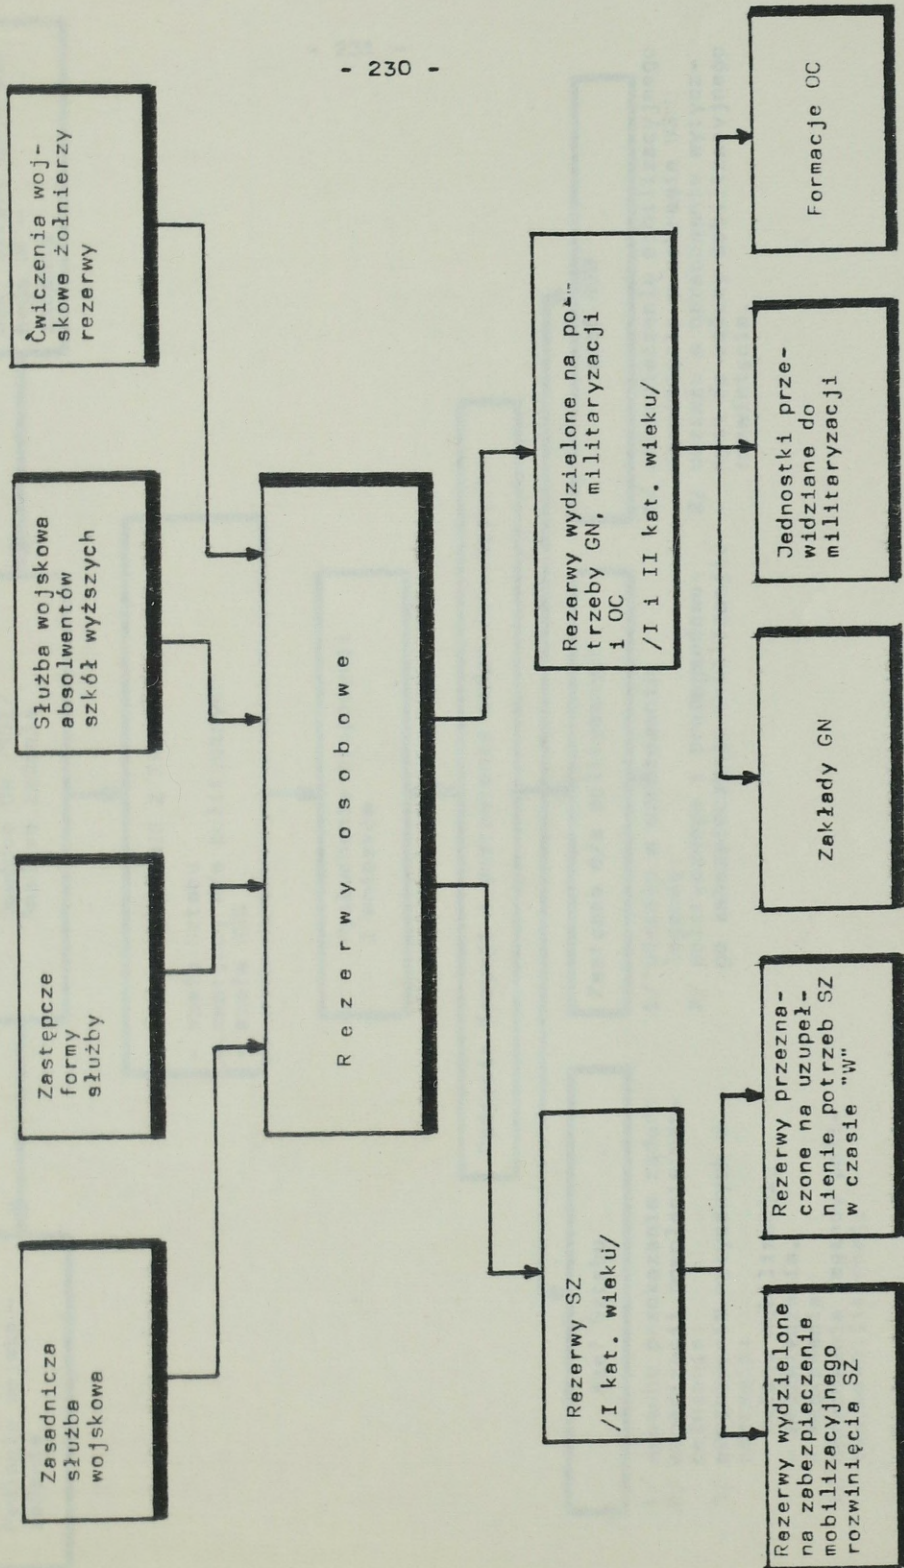 - 230 -
Zasadnicza
służba
wojskowa
Zastępcze
formy
służby
Służba wojskowa
absolwentów
szkół wyższych
Ćwiczenia woj-
skowe żołnierzy
rezerwy
Rezerwy osobowe
Rezerwy SZ
/I kat. wieku/
Rezerwy wydzielone na po-
trzeby GN, militaryzacji
i OC
/I i II kat. wieku/
Rezerwy wydzielone
na zabezpieczenie
mobilizacyjnego
rozwinięcia SZ
Rezerwy przezna-
czone na uzupeł-
nienie potrzeb SZ
w czasie "W"
Zakłady GN
Jednostki prze-
widziane do
militaryzacji
Formacje OC